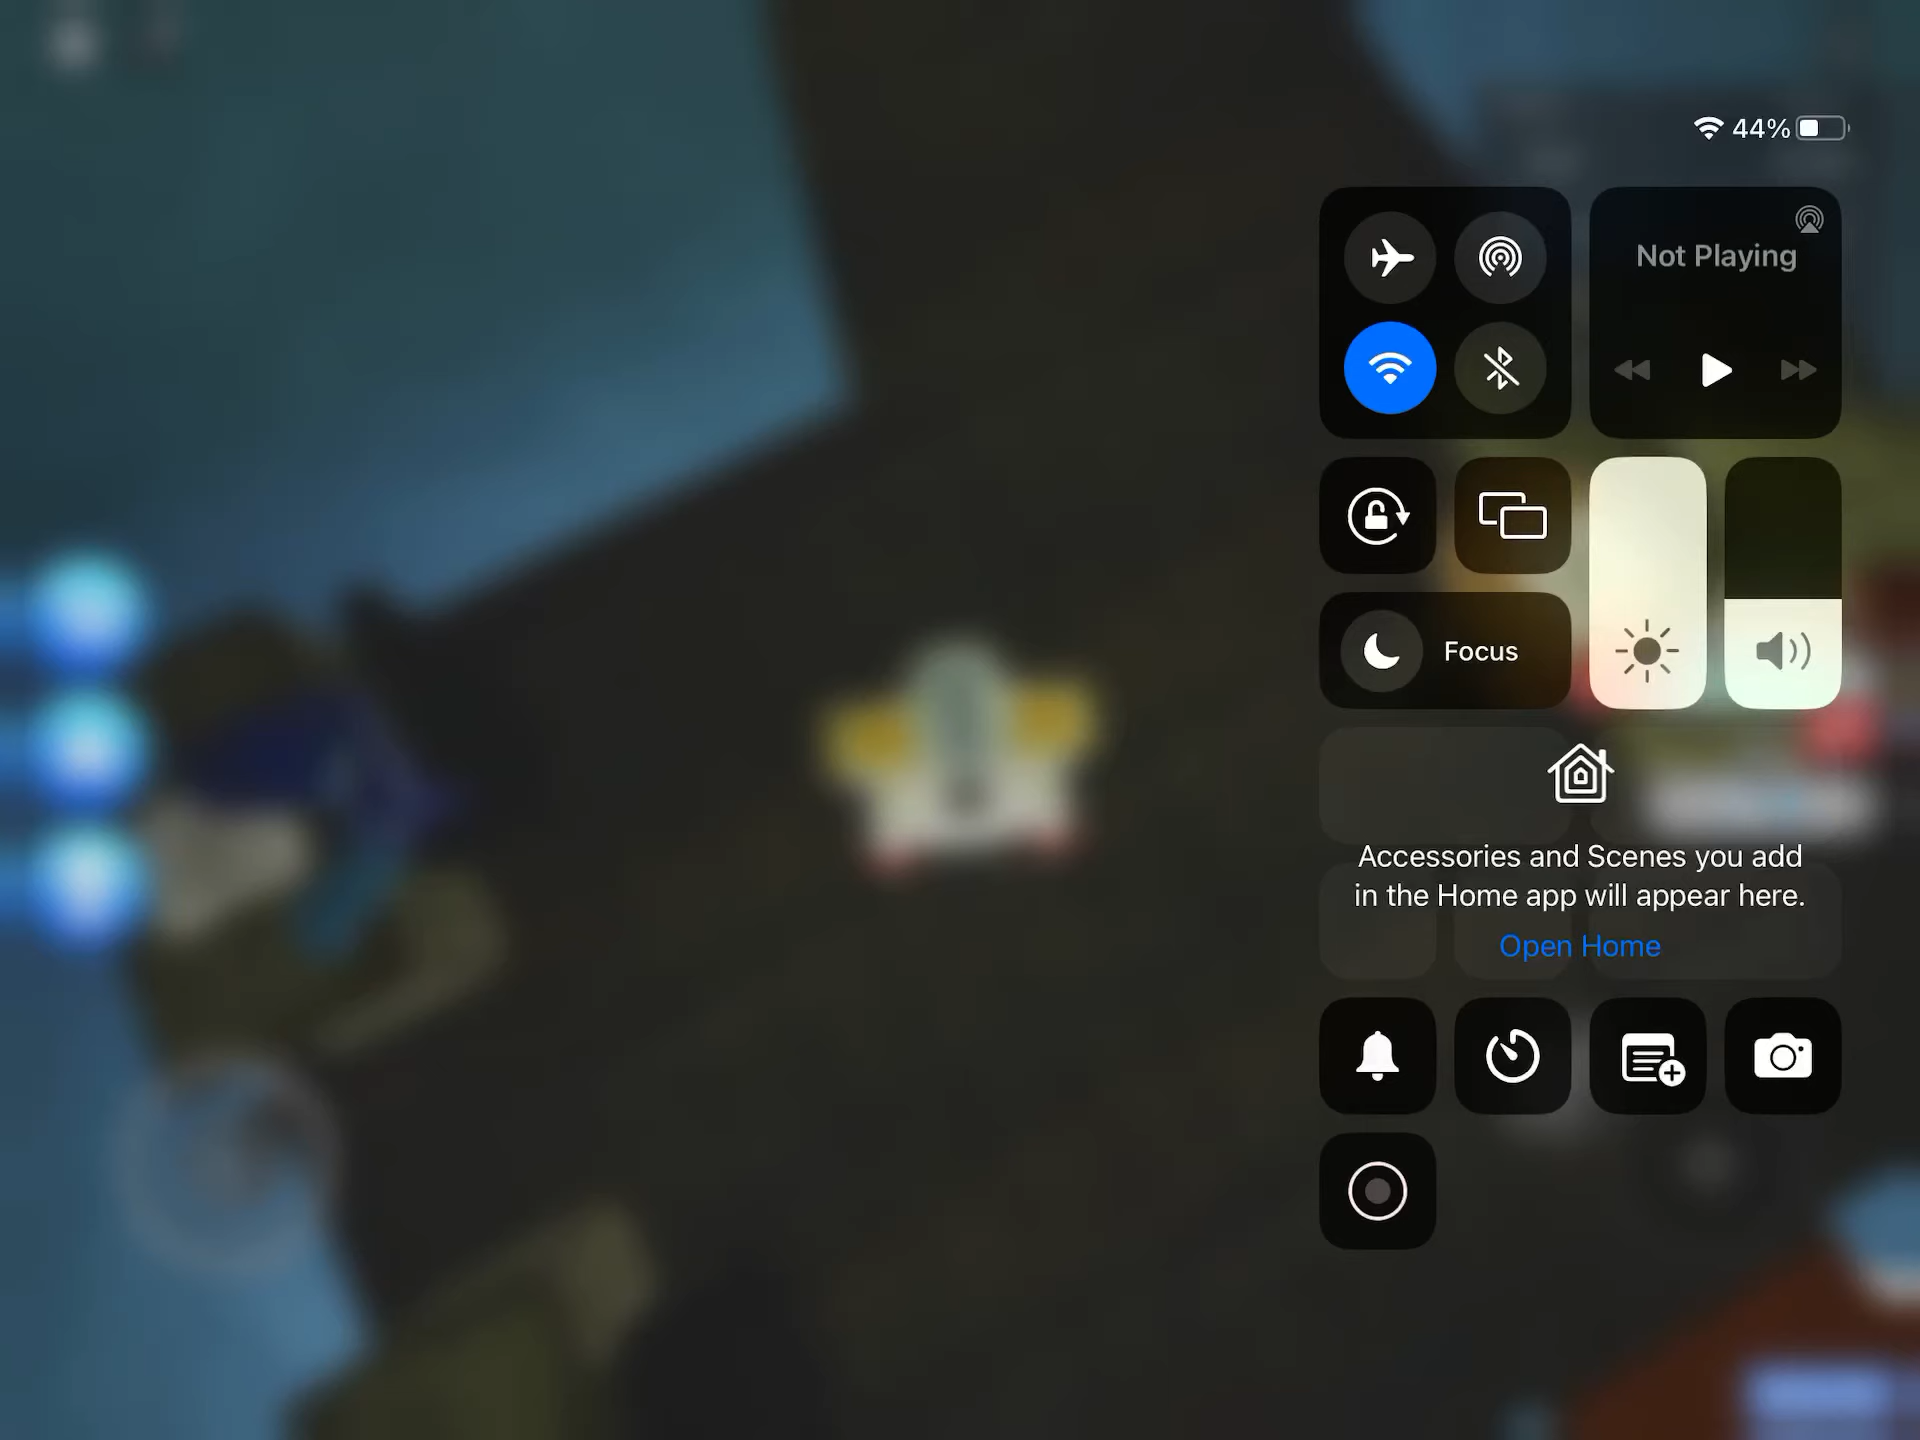 44%
Not Playing
Focus
Accessories and Scenes you add
in the Home app will appear here.
Open Home